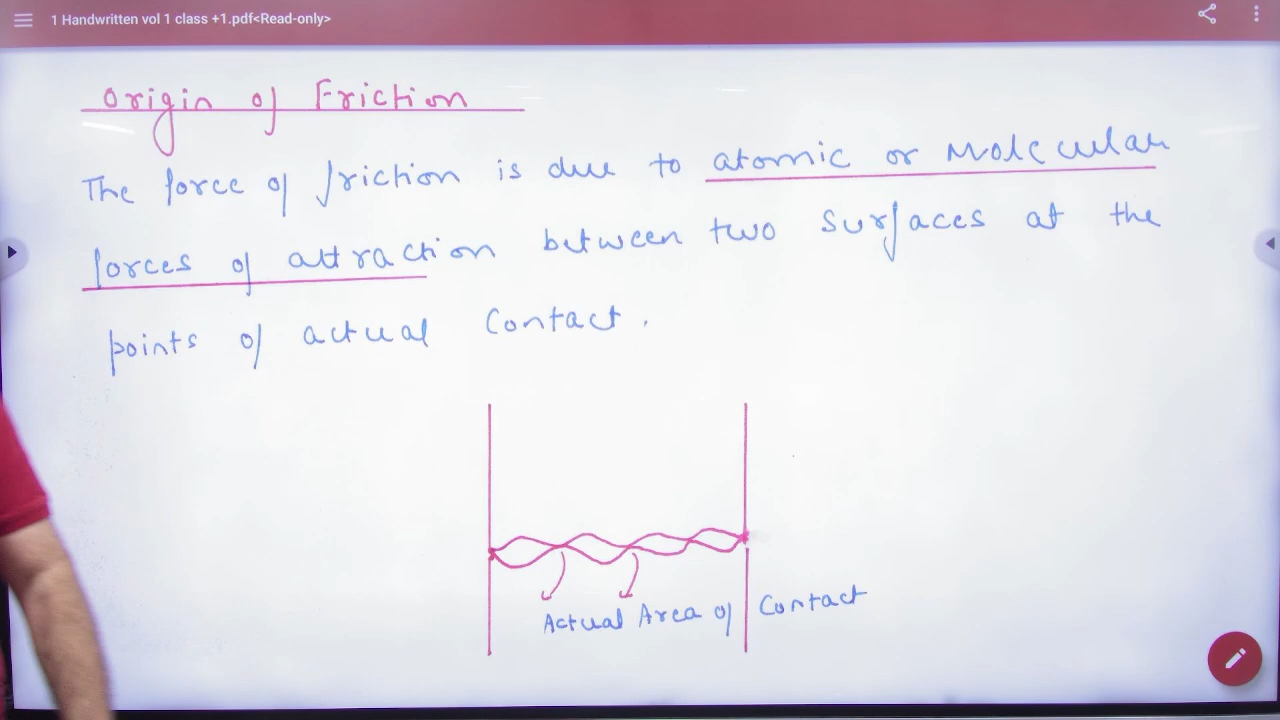 1 Handwritten vol 1 class +1.pdf<Read-only>
Origin of Friction
The force of friction is due to atomic or Molecular
forces of attraction between two surfaces at the
points of actual Contact.
Actual Area of Contact